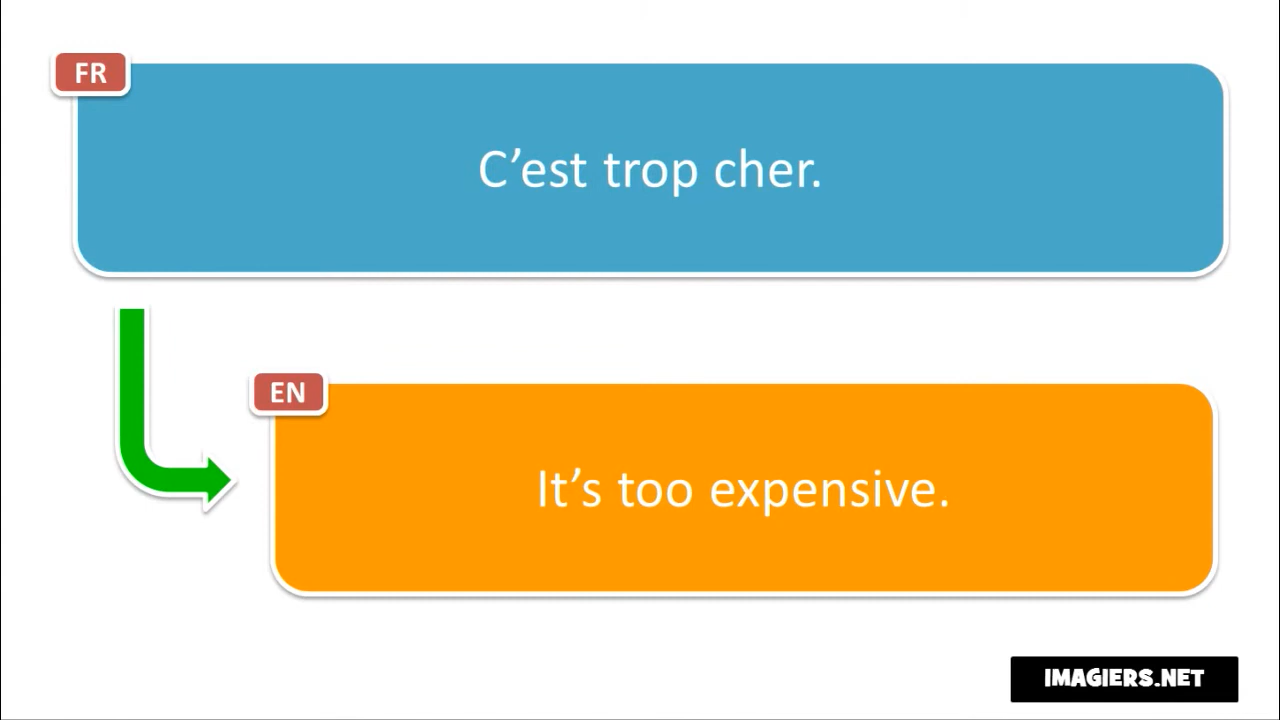 FR
C’est trop cher.
EN
It’s too expensive.
IMAGIERS.NET